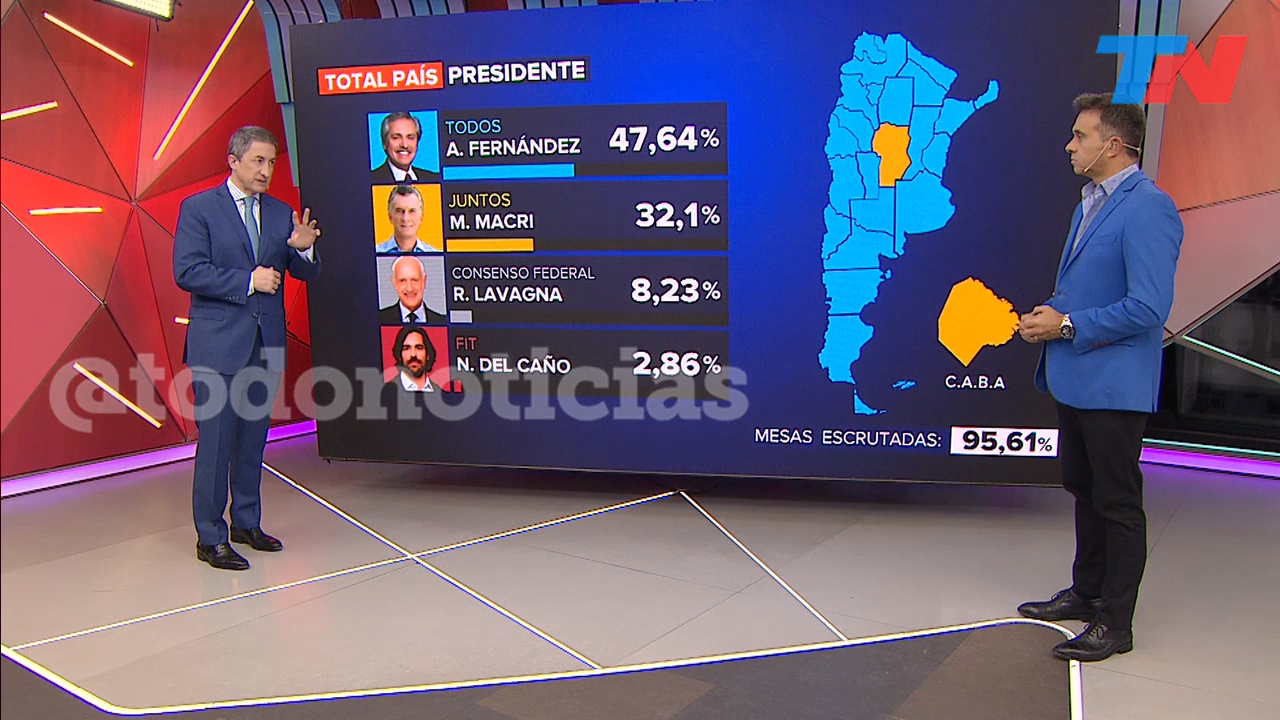 TN
TOTAL PAÍS PRESIDENTE
TODOS
A. FERNÁNDEZ 47,64%
JUNTOS
M. MACRI 32,1%
CONSENSO FEDERAL
R. LAVAGNA 8,23%
FIT
N. DEL CAÑO 2,86%
@todonoticias
C.A.B.A
MESAS ESCRUTADAS: 95,61%